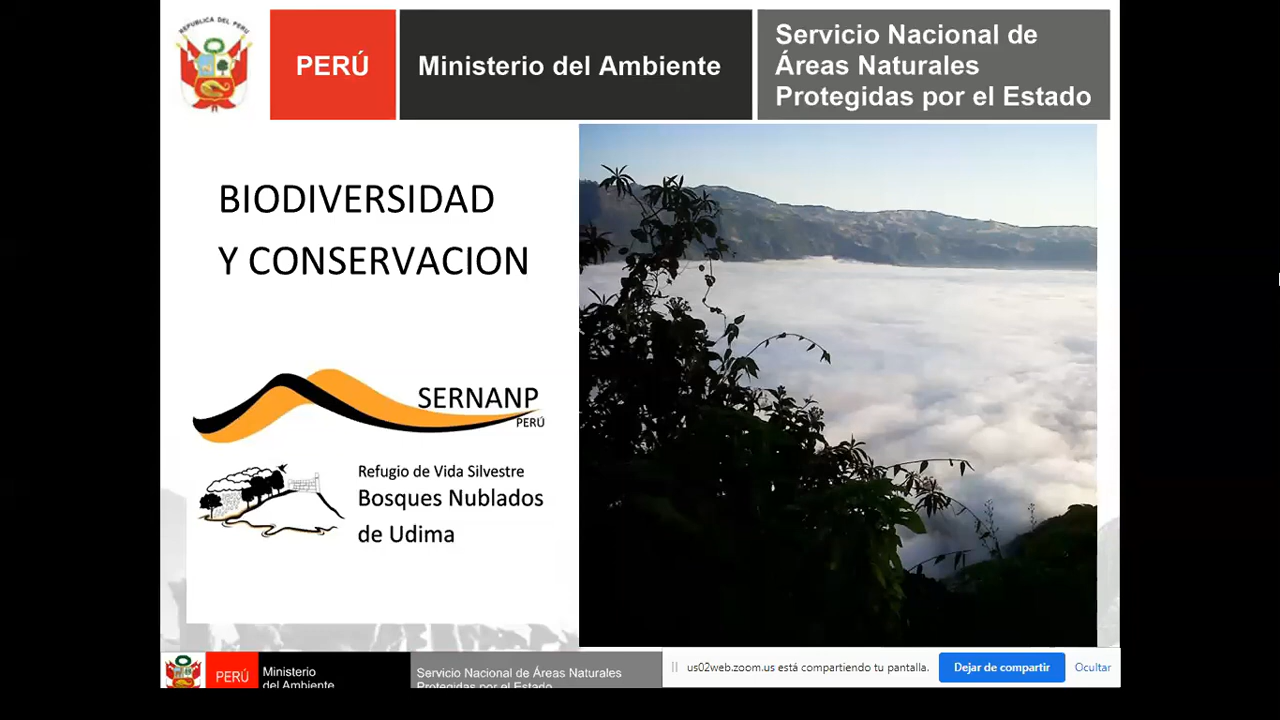 REPUBLICA DEL PERU
PERÚ
Ministerio del Ambiente
Servicio Nacional de
Áreas Naturales
Protegidas por el Estado
BIODIVERSIDAD
Y CONSERVACION
SERNANP
PERÚ
Refugio de Vida Silvestre
Bosques Nublados
de Udima
PERÚ
Ministerio
del Ambiente
Servicio Nacional de Áreas Naturales
Protegidas por el Estado
us02web.zoom.us está compartiendo tu pantalla.
Dejar de compartir
Ocultar